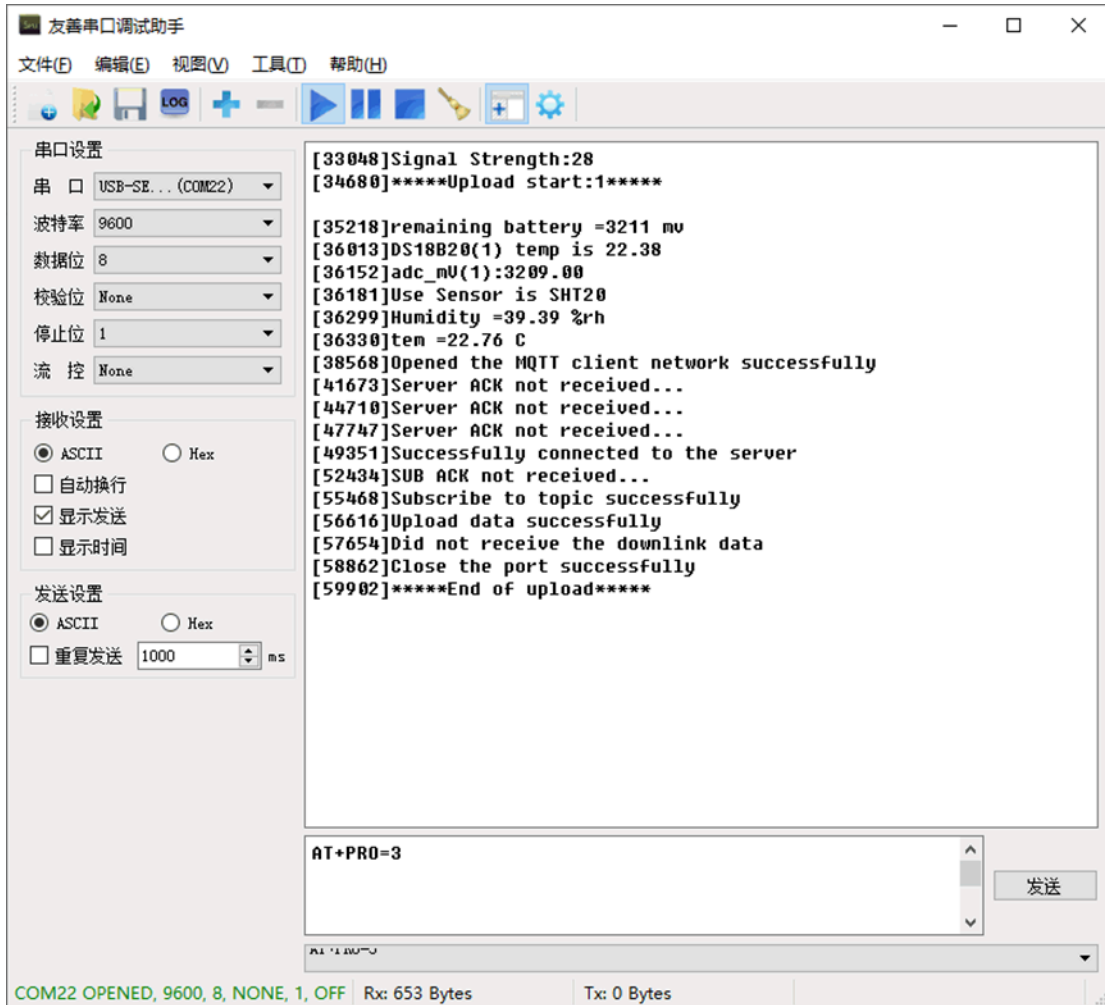 友善串口调试助手
文件(F) 编辑(E) 视图(V) 工具(T) 帮助(H)
LOG
串口设置
串 口 USB-SE...(COM22)
波特率 9600
数据位 8
校验位 None
停止位 1
流 控 None
接收设置
ASCII Hex
自动换行
显示发送
显示时间
发送设置
ASCII Hex
重复发送 1000 ms
[33048]Signal Strength:28
[34680]*****Upload start:1*****
[35218]remaining battery =3211 mv
[36013]DS18B20(1) temp is 22.38
[36152]adc_mV(1):3209.00
[36181]Use Sensor is SHT20
[36299]Humidity =39.39 %rh
[36330]tem =22.76 C
[38568]Opened the MQTT client network successfully
[41673]Server ACK not received...
[44710]Server ACK not received...
[47747]Server ACK not received...
[49351]Successfully connected to the server
[52434]SUB ACK not received...
[55468]Subscribe to topic successfully
[56616]Upload data successfully
[57654]Did not receive the downlink data
[58862]Close the port successfully
[59902]*****End of upload*****
AT+PRO=3
发送
COM22 OPENED, 9600, 8, NONE, 1, OFF Rx: 653 Bytes Tx: 0 Bytes